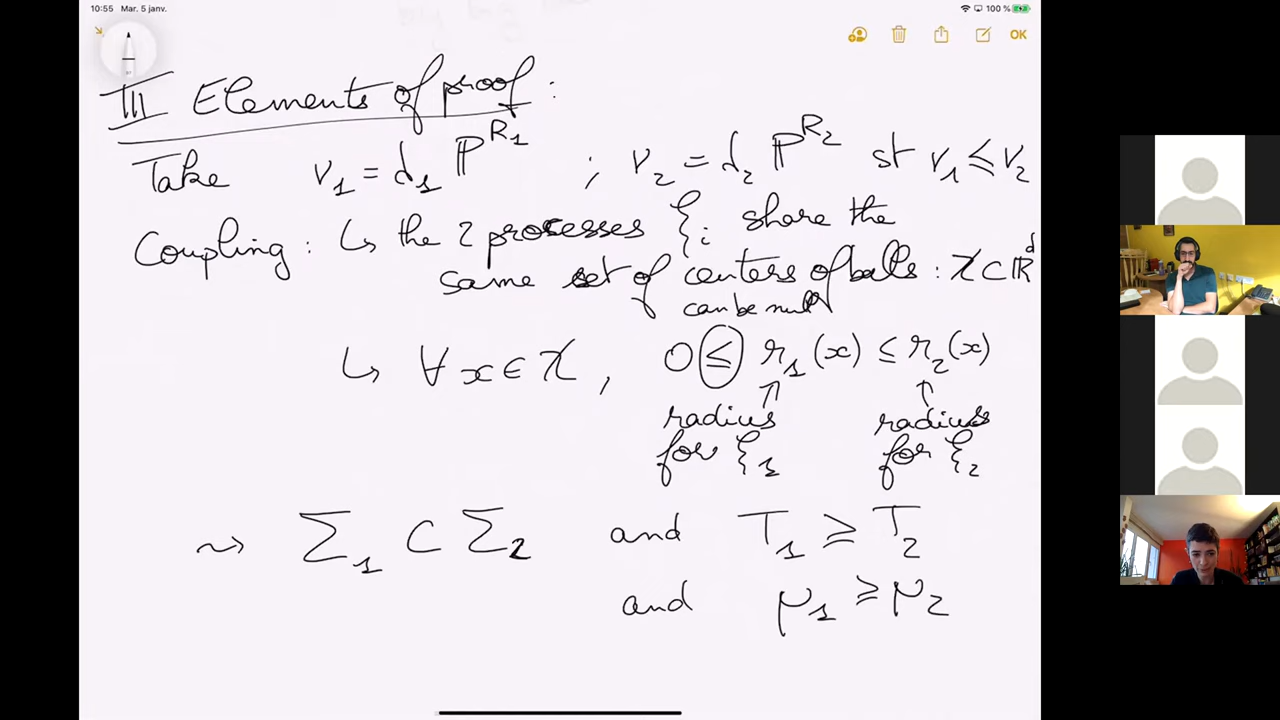 10:55 Mar. 5 janv. 100 %
OK
III Elements of proof :
Take ν₁ = d₁ ℙ^R₁ ; ν₂ = d₂ ℙ^R₂ st ν₁ ⩽ ν₂
Coupling : ↳ the 2 processes ξᵢ share the
same set of centers of balls : χ ⊂ ℝ^d
can be null
↳ ∀ x ∈ χ, 0 ⩽ r₁(x) ⩽ r₂(x)
↑ ↑
radius radius
for ξ₁ for ξ₂
⇝ Σ₁ ⊂ Σ₂ and T₁ ⩾ T₂
and μ₁ ⩾ μ₂